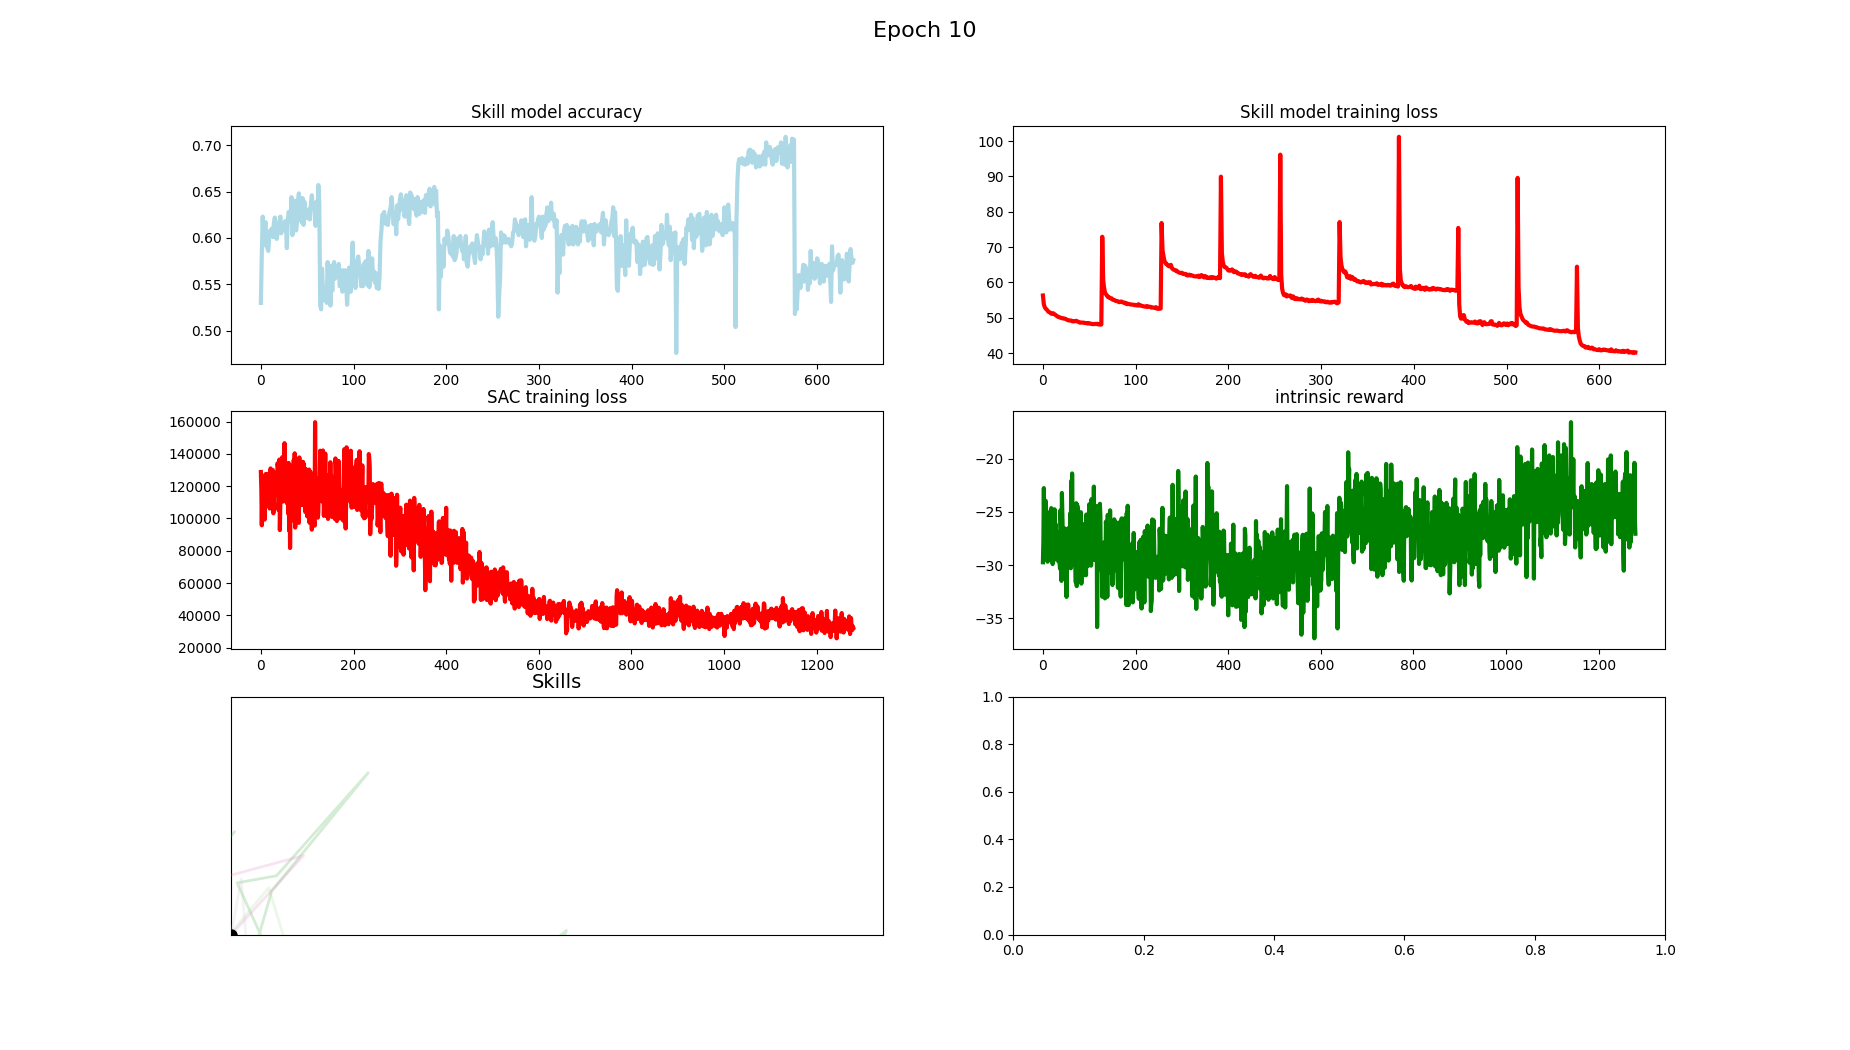 Epoch 10
Skill model accuracy
0.70
0.65
0.60
0.55
0.50
0 100 200 300 400 500 600
Skill model training loss
100
90
80
70
60
50
40
0 100 200 300 400 500 600
SAC training loss
160000
140000
120000
100000
80000
60000
40000
20000
0 200 400 600 800 1000 1200
intrinsic reward
−20
−25
−30
−35
0 200 400 600 800 1000 1200
Skills
1.0
0.8
0.6
0.4
0.2
0.0
0.0 0.2 0.4 0.6 0.8 1.0